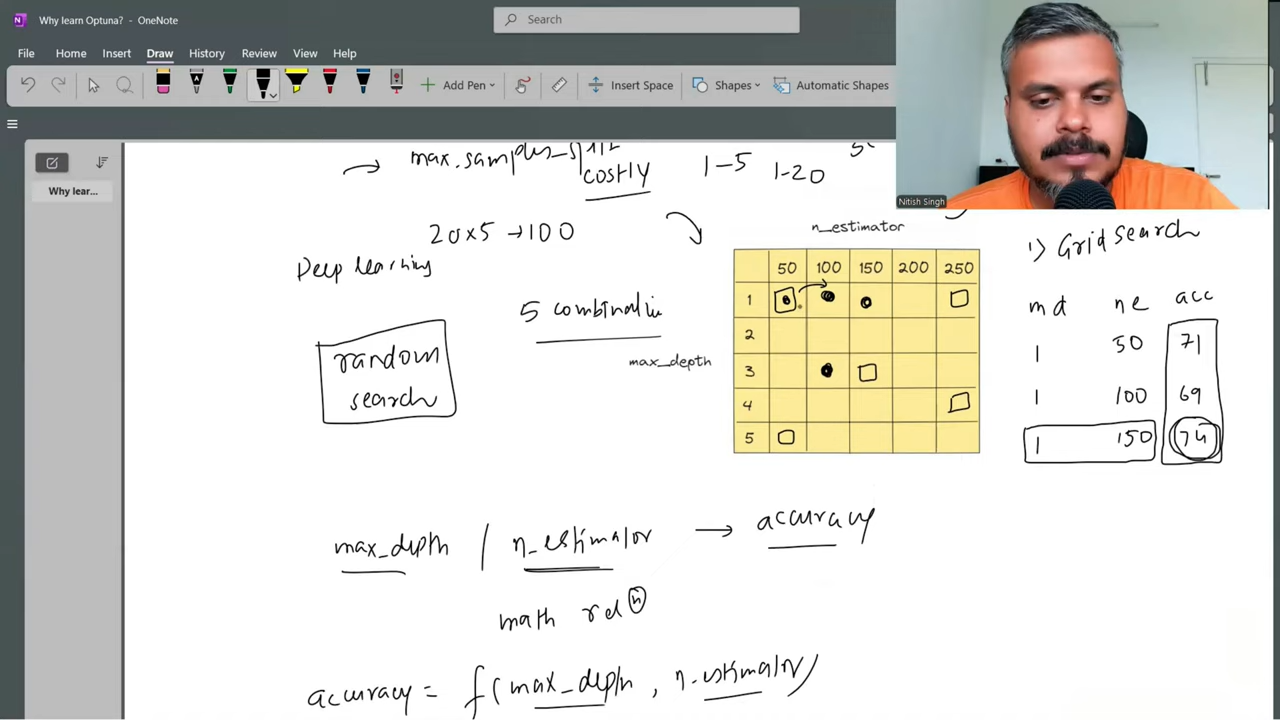 Why learn Optuna? - OneNote
Search
File Home Insert Draw History Review View Help
Add Pen Insert Space Shapes Automatic Shapes
Why lear...
Nitish Singh
→ max.samples_split
costly 1-5 1-20
20x5 → 100
Deep learning
5 combinatio
random
search
n_estimator
max_depth
50 100 150 200 250
1
2
3
4
5
1) Grid Search
md ne acc
1 50 71
1 100 69
1 150 74
max_depth / n_estimator → accuracy
math rel n
accuracy = f(max_depth, n-estimator)